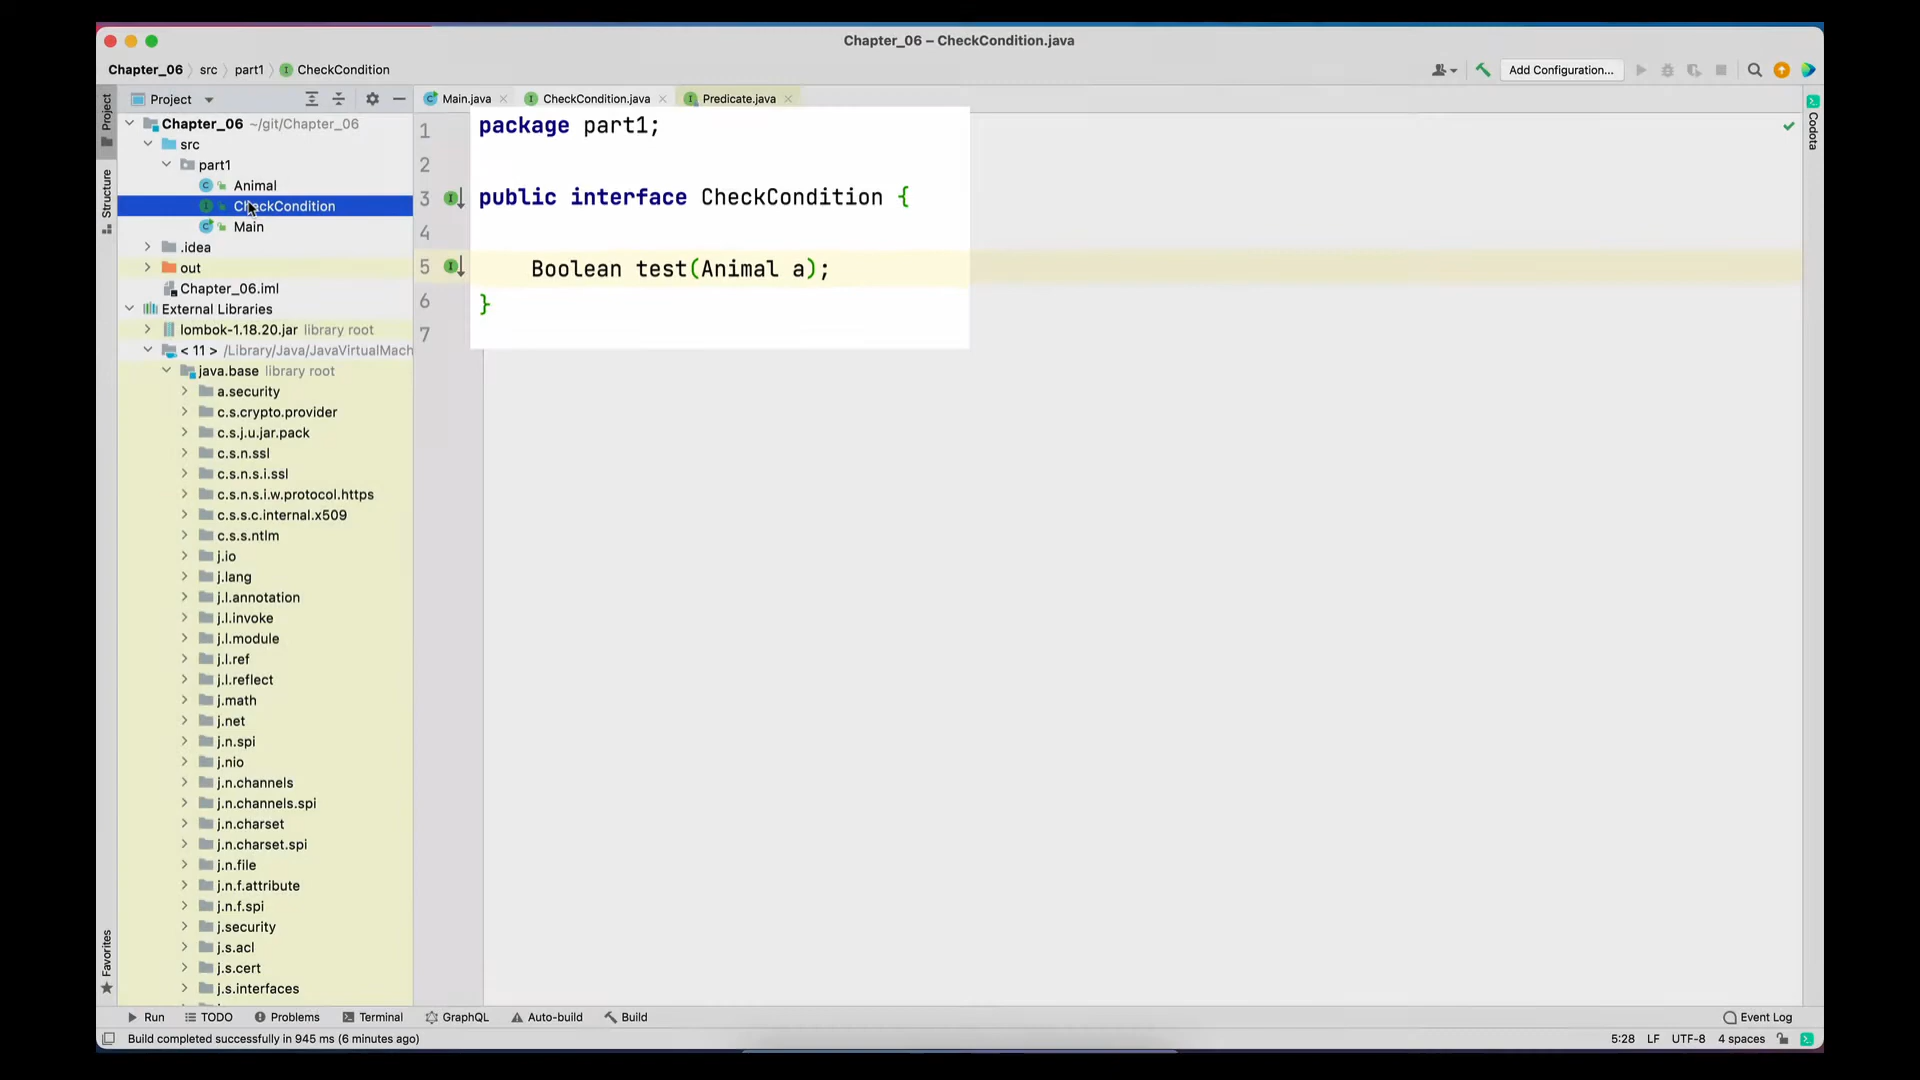 Chapter_06 – CheckCondition.java
Chapter_06 src part1 CheckCondition
Add Configuration...
Project
Main.java CheckCondition.java Predicate.java
Project
Structure
Favorites
Codota
Chapter_06 ~/git/Chapter_06
src
part1
Animal
CheckCondition
Main
.idea
out
Chapter_06.iml
External Libraries
lombok-1.18.20.jar library root
< 11 > /Library/Java/JavaVirtualMach
java.base library root
a.security
c.s.crypto.provider
c.s.j.u.jar.pack
c.s.n.ssl
c.s.n.s.i.ssl
c.s.n.s.i.w.protocol.https
c.s.s.c.internal.x509
c.s.s.ntlm
j.io
j.lang
j.l.annotation
j.l.invoke
j.l.module
j.l.ref
j.l.reflect
j.math
j.net
j.n.spi
j.nio
j.n.channels
j.n.channels.spi
j.n.charset
j.n.charset.spi
j.n.file
j.n.f.attribute
j.n.f.spi
j.security
j.s.acl
j.s.cert
j.s.interfaces
1 package part1;
2
3 public interface CheckCondition {
4
5 Boolean test(Animal a);
6 }
7
Run TODO Problems Terminal GraphQL Auto-build Build Event Log
Build completed successfully in 945 ms (6 minutes ago) 5:28 LF UTF-8 4 spaces